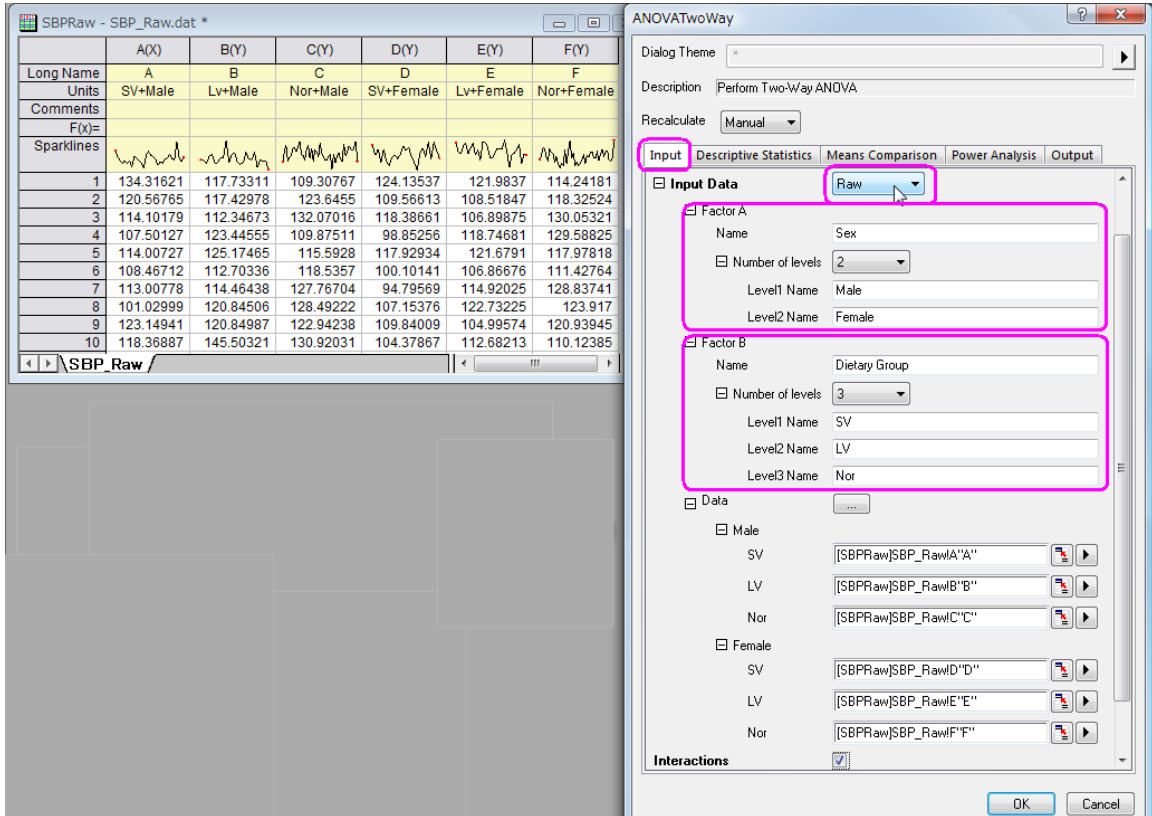 SBPRaw - SBP_Raw.dat *
A(X) B(Y) C(Y) D(Y) E(Y) F(Y)
Long Name A B C D E F
Units SV+Male Lv+Male Nor+Male SV+Female Lv+Female Nor+Female
Comments
F(x)=
Sparklines
1 134.31621 117.73311 109.30767 124.13537 121.9837 114.24181
2 120.56765 117.42978 123.6455 109.56613 108.51847 118.32524
3 114.10179 112.34673 132.07016 118.38661 106.89875 130.05321
4 107.50127 123.44555 109.87511 98.85256 118.74681 129.58825
5 114.00727 125.17465 115.5928 117.92934 121.6791 117.97818
6 108.46712 112.70336 118.5357 100.10141 106.86676 111.42764
7 113.00778 114.46438 127.76704 94.79569 114.92025 128.83741
8 101.02999 120.84506 128.49222 107.15376 122.73225 123.917
9 123.14941 120.84987 122.94238 109.84009 104.99574 120.93945
10 118.36887 145.50321 130.92031 104.37867 112.68213 110.12385
SBP_Raw
ANOVATwoWay
Dialog Theme *
Description Perform Two-Way ANOVA
Recalculate Manual
Input Descriptive Statistics Means Comparison Power Analysis Output
Input Data Raw
Factor A
Name Sex
Number of levels 2
Level1 Name Male
Level2 Name Female
Factor B
Name Dietary Group
Number of levels 3
Level1 Name SV
Level2 Name LV
Level3 Name Nor
Data ...
Male
SV [SBPRaw]SBP_Raw!A"A"
LV [SBPRaw]SBP_Raw!B"B"
Nor [SBPRaw]SBP_Raw!C"C"
Female
SV [SBPRaw]SBP_Raw!D"D"
LV [SBPRaw]SBP_Raw!E"E"
Nor [SBPRaw]SBP_Raw!F"F"
Interactions
OK Cancel